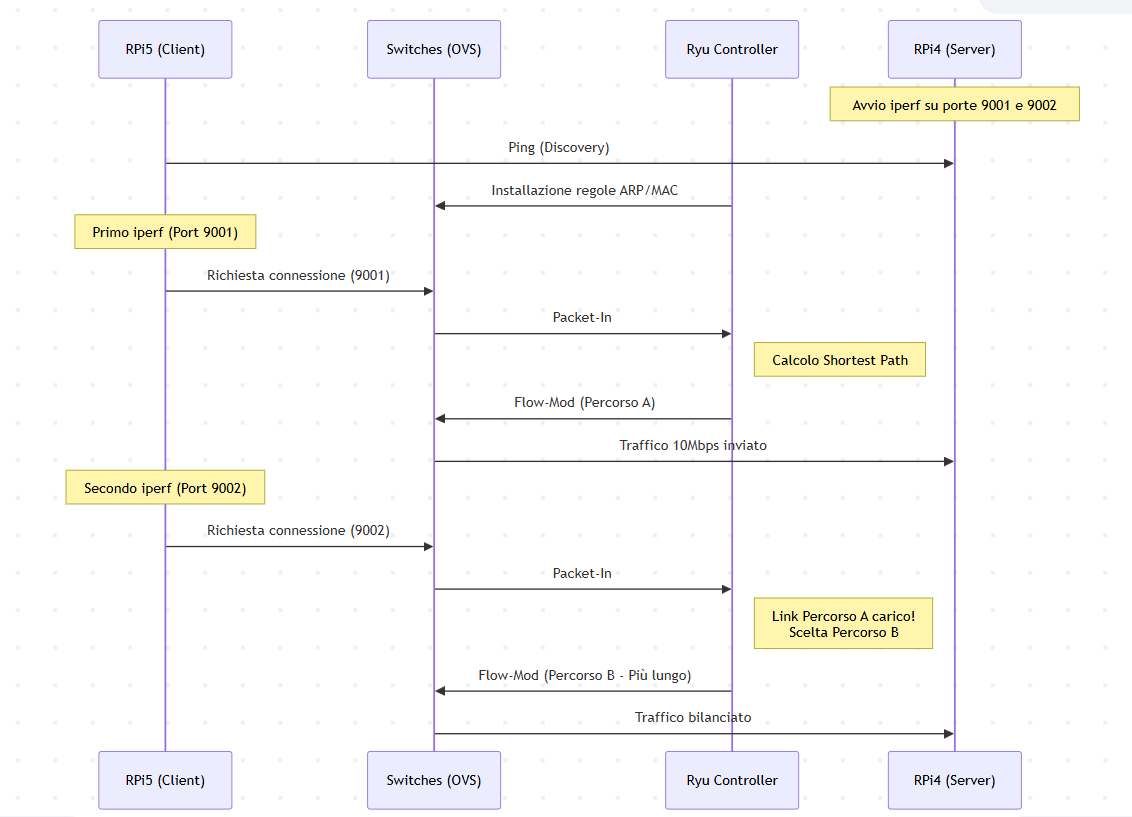 RPi5 (Client)
Switches (OVS)
Ryu Controller
RPi4 (Server)
Avvio iperf su porte 9001 e 9002
Ping (Discovery)
Installazione regole ARP/MAC
Primo iperf (Port 9001)
Richiesta connessione (9001)
Packet-In
Calcolo Shortest Path
Flow-Mod (Percorso A)
Traffico 10Mbps inviato
Secondo iperf (Port 9002)
Richiesta connessione (9002)
Packet-In
Link Percorso A carico!
Scelta Percorso B
Flow-Mod (Percorso B - Più lungo)
Traffico bilanciato
RPi5 (Client)
Switches (OVS)
Ryu Controller
RPi4 (Server)